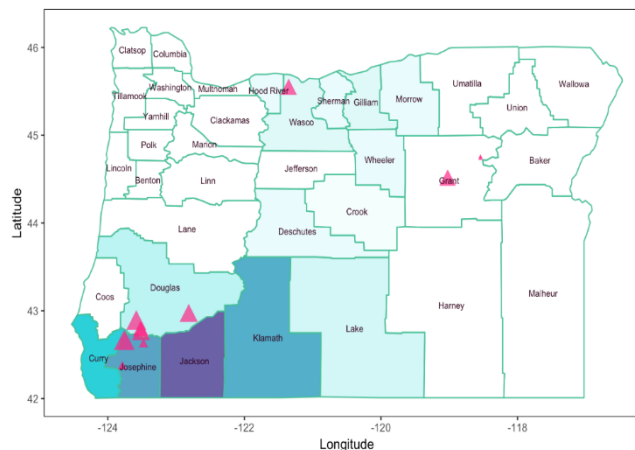 46
45
44
43
42
Latitude
Clatsop
Columbia
Tillamook
Washington
Multnomah
Hood River
Yamhill
Clackamas
Wasco
Sherman
Gilliam
Morrow
Umatilla
Union
Wallowa
Polk
Marion
Lincoln
Benton
Linn
Jefferson
Wheeler
Grant
Baker
Lane
Crook
Deschutes
Coos
Douglas
Klamath
Lake
Harney
Malheur
Curry
Josephine
Jackson
-124
-122
-120
-118
Longitude